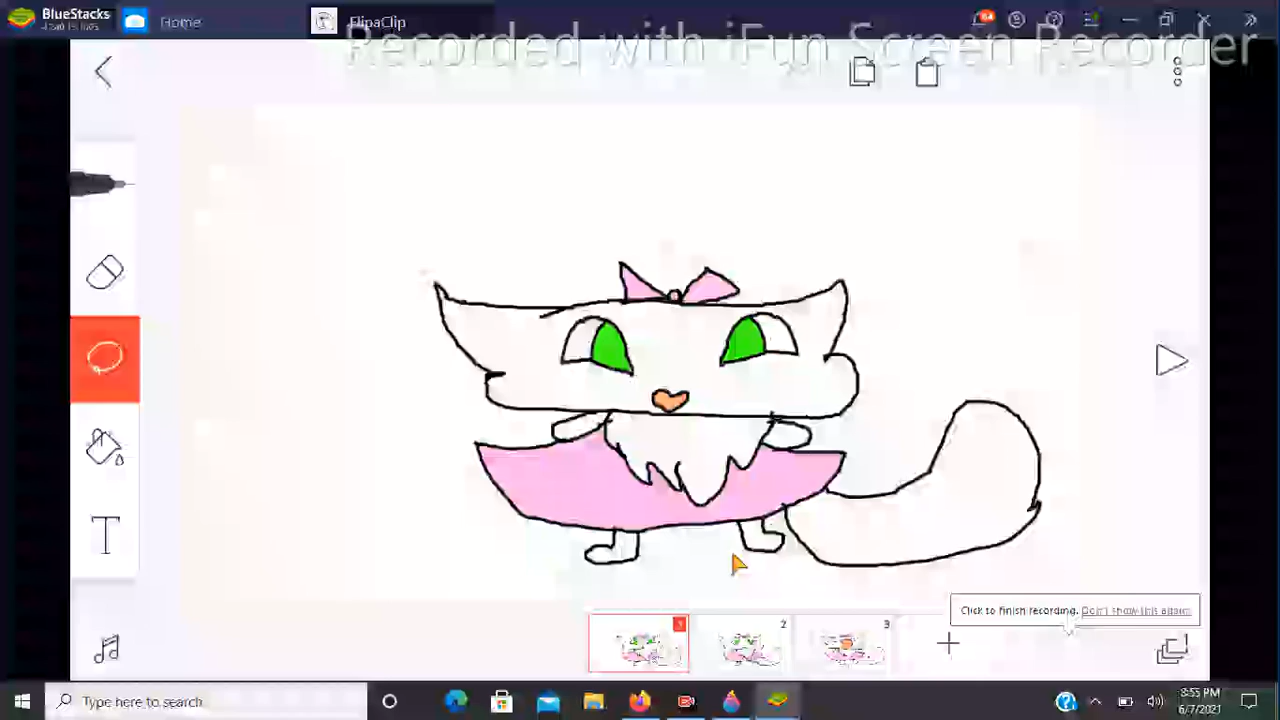 BlueStacks
Home
FlipaClip
Recorded with iFun Screen Recorder
T
1
2
3
Click to finish recording. Don't show this again.
Type here to search
8:55 PM
6/7/2021